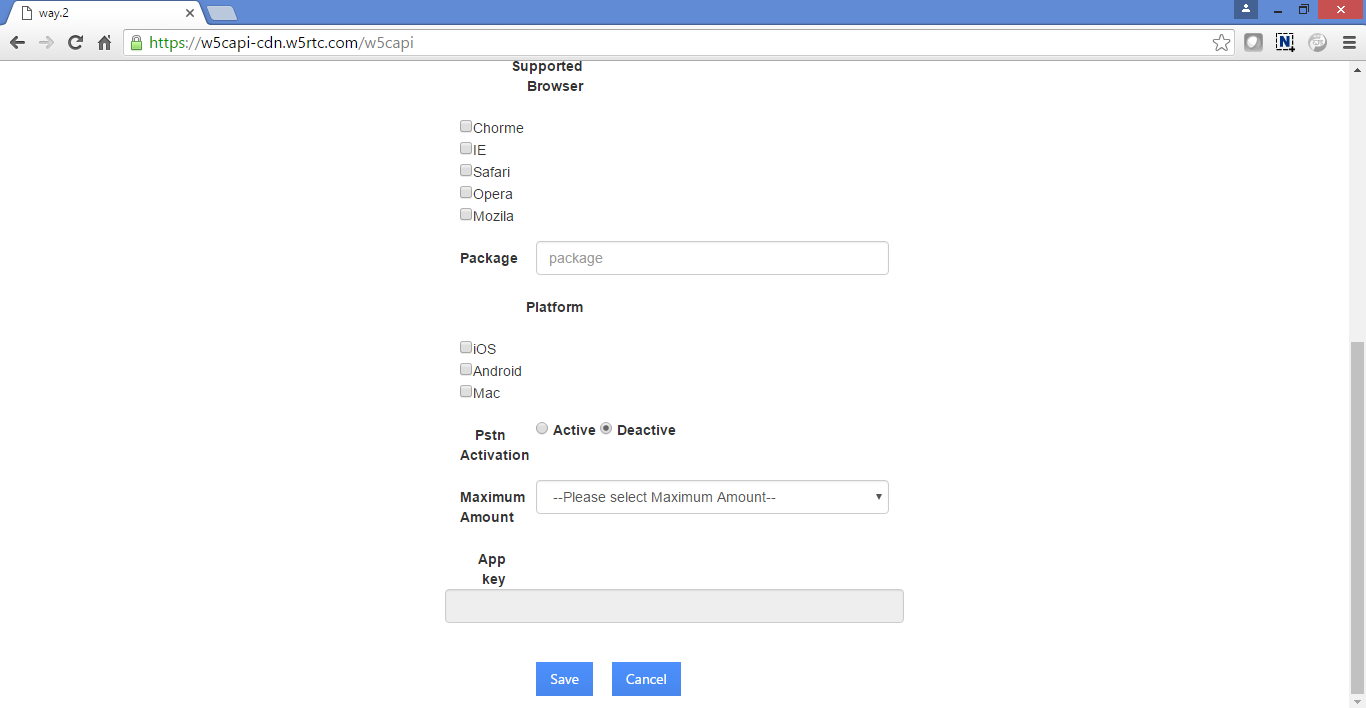 way.2
https://w5capi-cdn.w5rtc.com/w5capi
Supported
Browser
Chorme
IE
Safari
Opera
Mozila
Package package
Platform
iOS
Android
Mac
Pstn Active Deactive
Activation
Maximum --Please select Maximum Amount--
Amount
App
key
Save Cancel